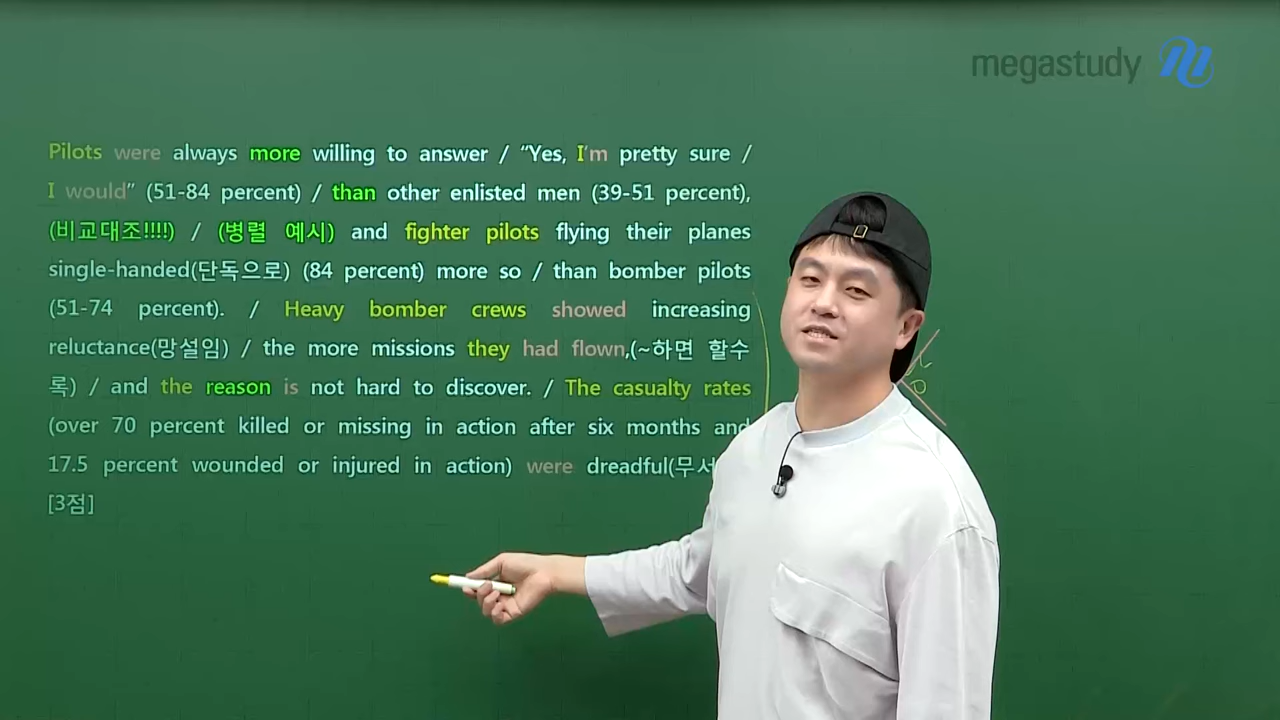 megastudy
Pilots were always more willing to answer / “Yes, I'm pretty sure /
I would” (51-84 percent) / than other enlisted men (39-51 percent),
(비교대조!!!!) / (병렬 예시) and fighter pilots flying their planes
single-handed(단독으로) (84 percent) more so / than bomber pilots
(51-74 percent). / Heavy bomber crews showed increasing
reluctance(망설임) / the more missions they had flown,(~하면 할수
록) / and the reason is not hard to discover. / The casualty rates
(over 70 percent killed or missing in action after six months and
17.5 percent wounded or injured in action) were dreadful(무서
[3점]